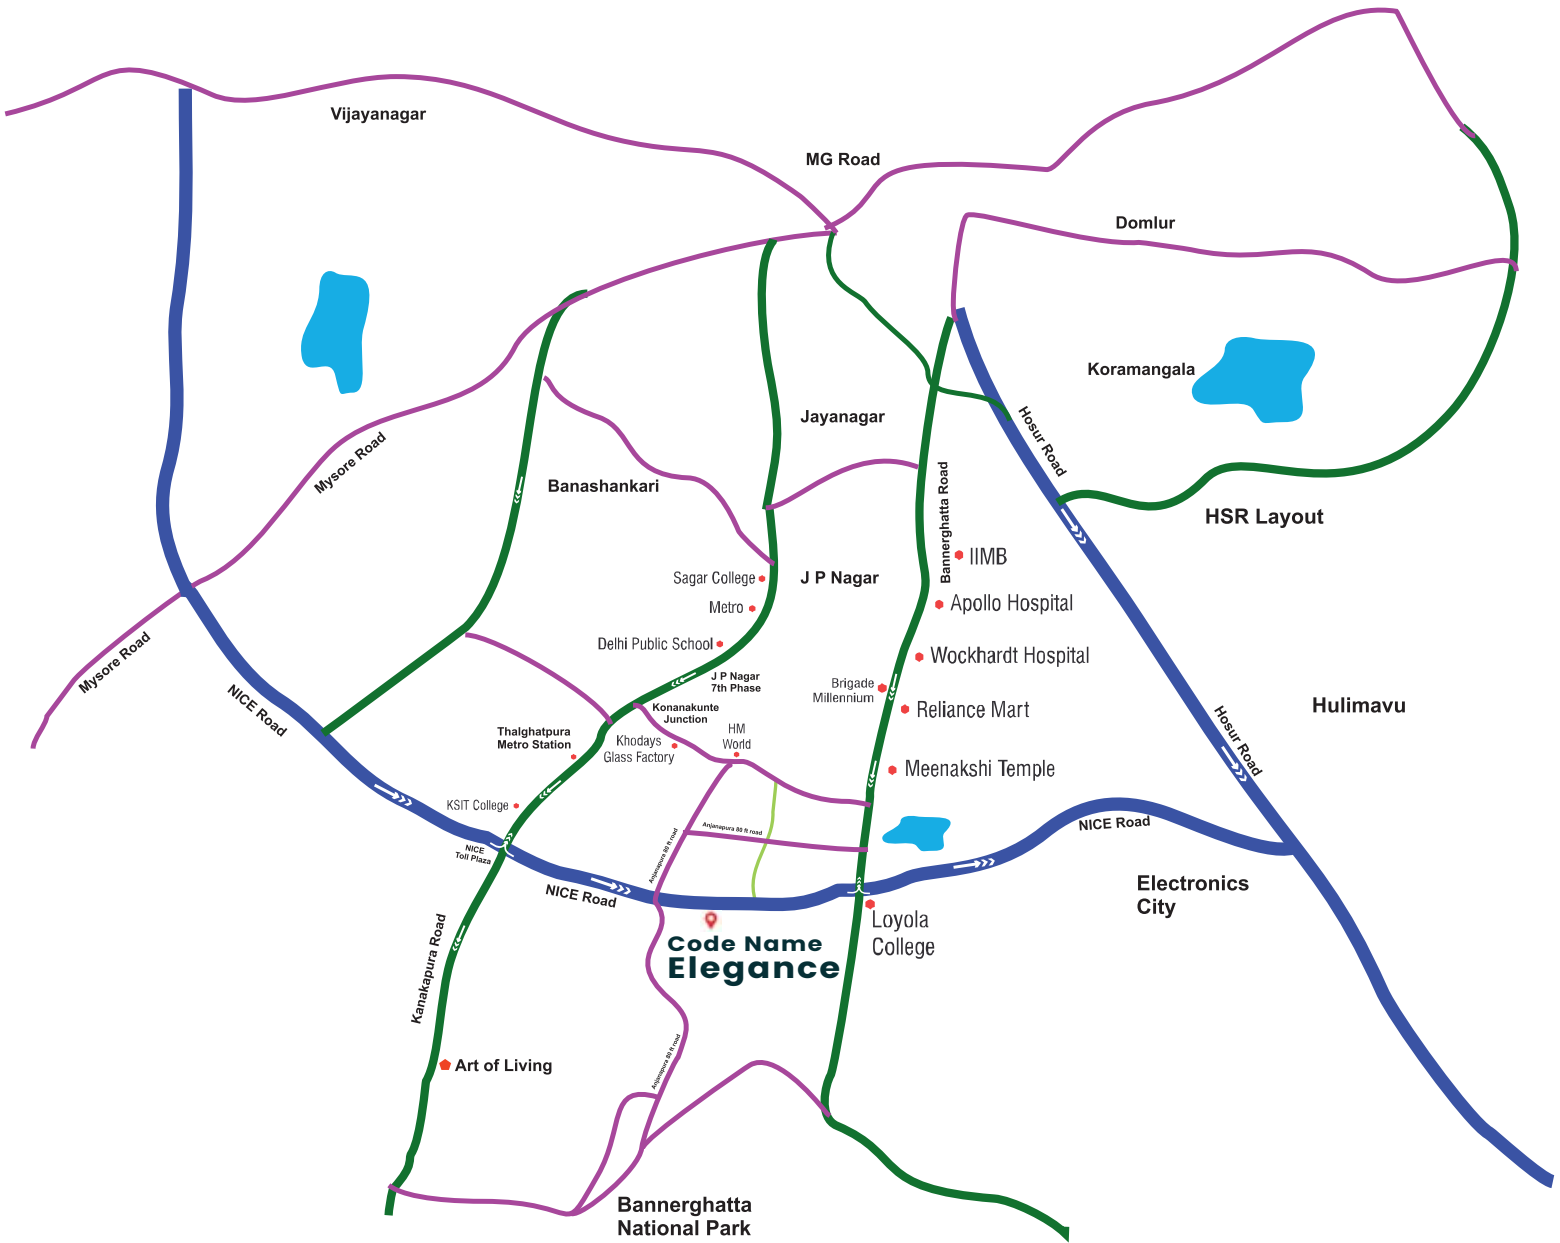 Vijayanagar
MG Road
Domlur
Koramangala
Jayanagar
Hosur Road
Mysore Road
Banashankari
Bannerghatta Road
HSR Layout
IIMB
Sagar College
J P Nagar
Metro
Apollo Hospital
Delhi Public School
Wockhardt Hospital
Mysore Road
J P Nagar
7th Phase
Brigade
Millennium
NICE Road
Konanakunte
Junction
Reliance Mart
Hulimavu
Thalghatpura
Metro Station
Khodays
Glass Factory
HM
World
Hosur Road
Meenakshi Temple
KSIT College
Anjanapura 80 ft road
NICE Road
NICE
Toll Plaza
Anjanapura 80 ft road
NICE Road
Electronics
City
Loyola
College
Code Name
Elegance
Kanakapura Road
Art of Living
Anjanapura 80 ft road
Bannerghatta
National Park